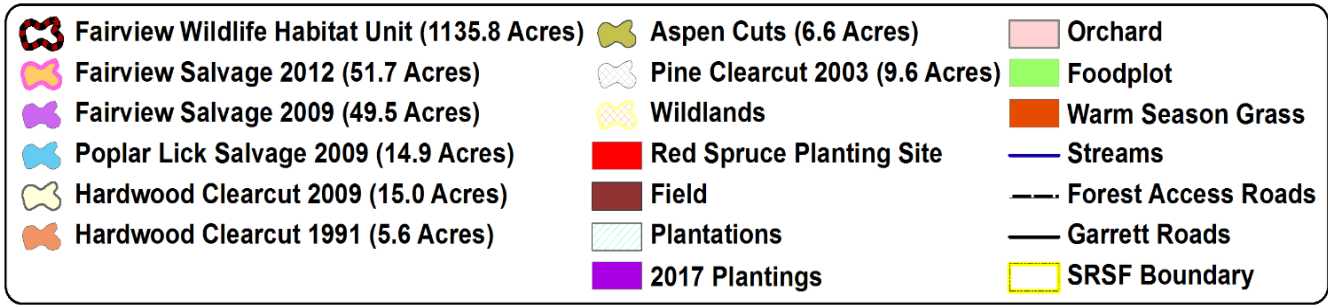 Fairview Wildlife Habitat Unit (1135.8 Acres)
Fairview Salvage 2012 (51.7 Acres)
Fairview Salvage 2009 (49.5 Acres)
Poplar Lick Salvage 2009 (14.9 Acres)
Hardwood Clearcut 2009 (15.0 Acres)
Hardwood Clearcut 1991 (5.6 Acres)
Aspen Cuts (6.6 Acres)
Pine Clearcut 2003 (9.6 Acres)
Wildlands
Red Spruce Planting Site
Field
Plantations
2017 Plantings
Orchard
Foodplot
Warm Season Grass
Streams
Forest Access Roads
Garrett Roads
SRSF Boundary